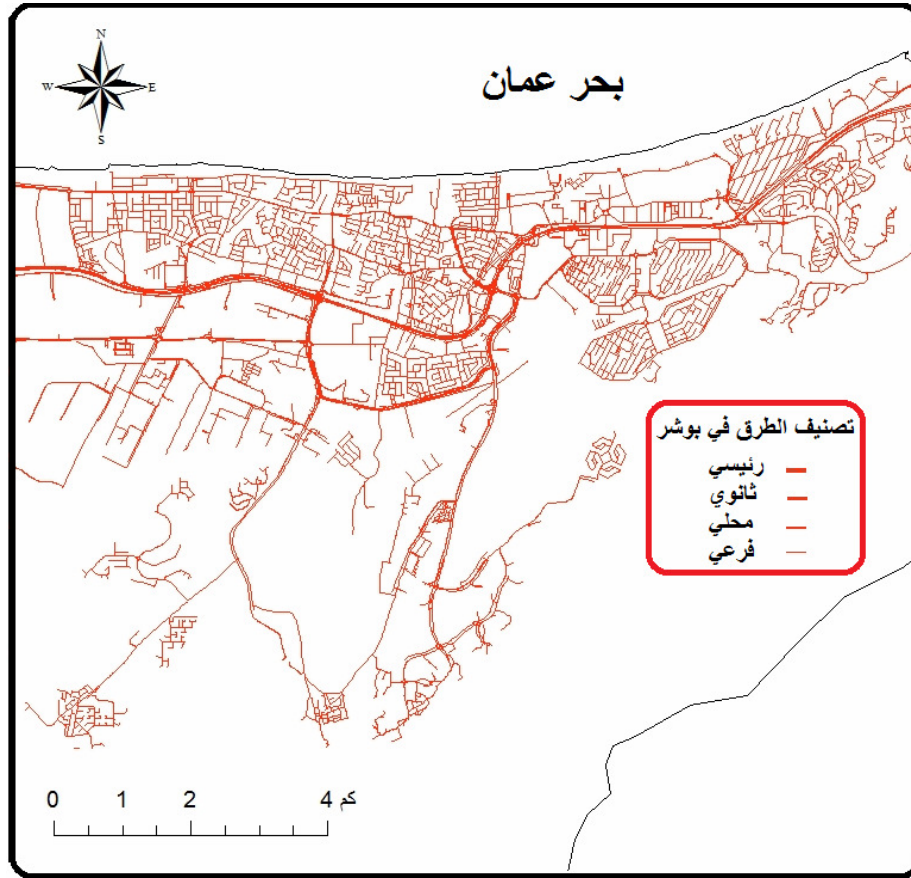 N
W E
S
بحر عمان
تصنيف الطرق في بوشر
رئيسي
ثانوي
محلي
فرعي
0 1 2 4 كم